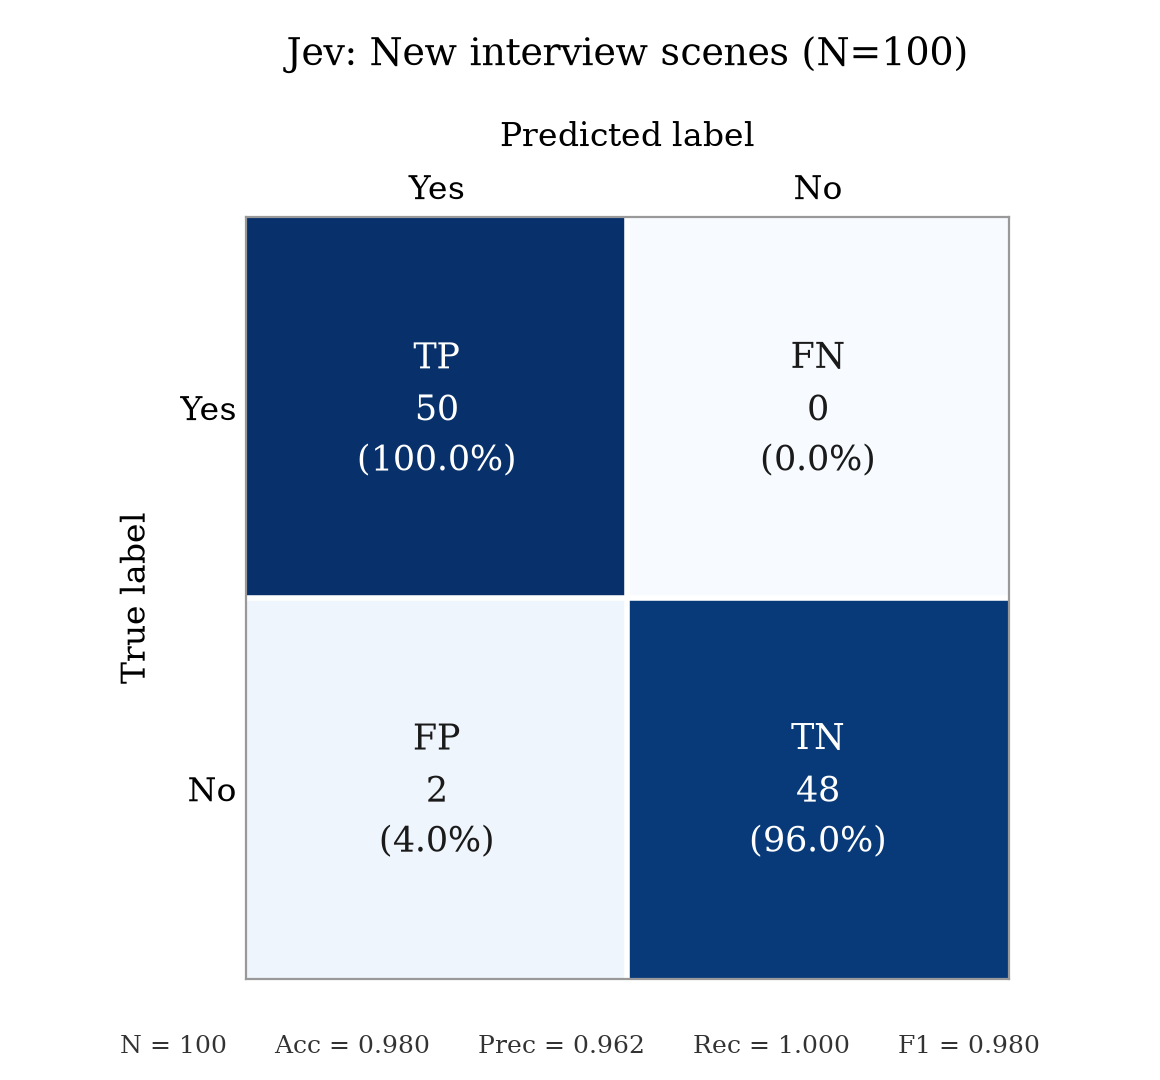 Jev: New interview scenes (N=100)
Predicted label
Yes No
TP
50
(100.0%)
FN
0
(0.0%)
Yes
True label
FP
2
(4.0%)
TN
48
(96.0%)
No
N = 100 Acc = 0.980 Prec = 0.962 Rec = 1.000 F1 = 0.980